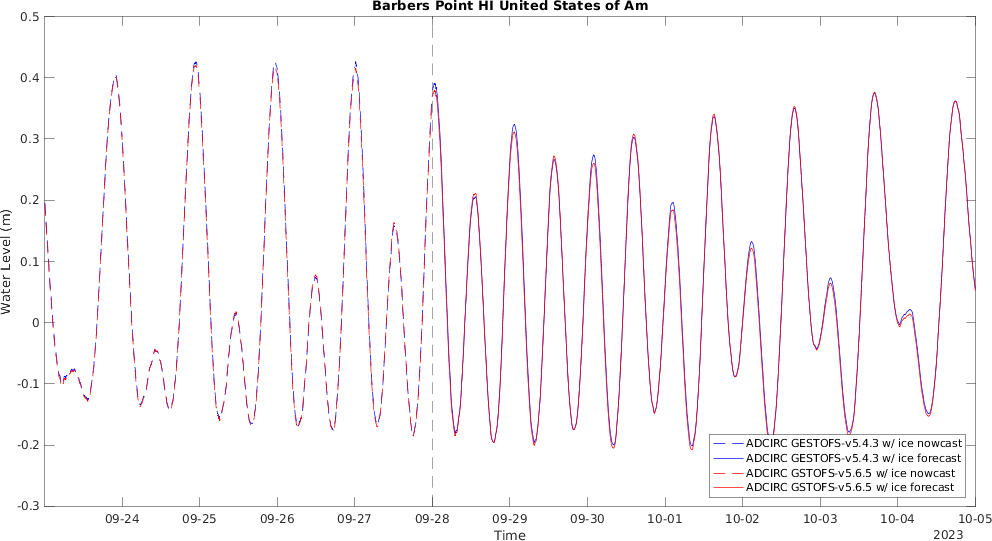 Barbers Point HI United States of Am
Water Level (m)
0.5
0.4
0.3
0.2
0.1
0
-0.1
-0.2
-0.3
ADCIRC GESTOFS-v5.4.3 w/ ice nowcast
ADCIRC GESTOFS-v5.4.3 w/ ice forecast
ADCIRC GSTOFS-v5.6.5 w/ ice nowcast
ADCIRC GSTOFS-v5.6.5 w/ ice forecast
09-24 09-25 09-26 09-27 09-28 09-29 09-30 10-01 10-02 10-03 10-04 10-05
Time
2023